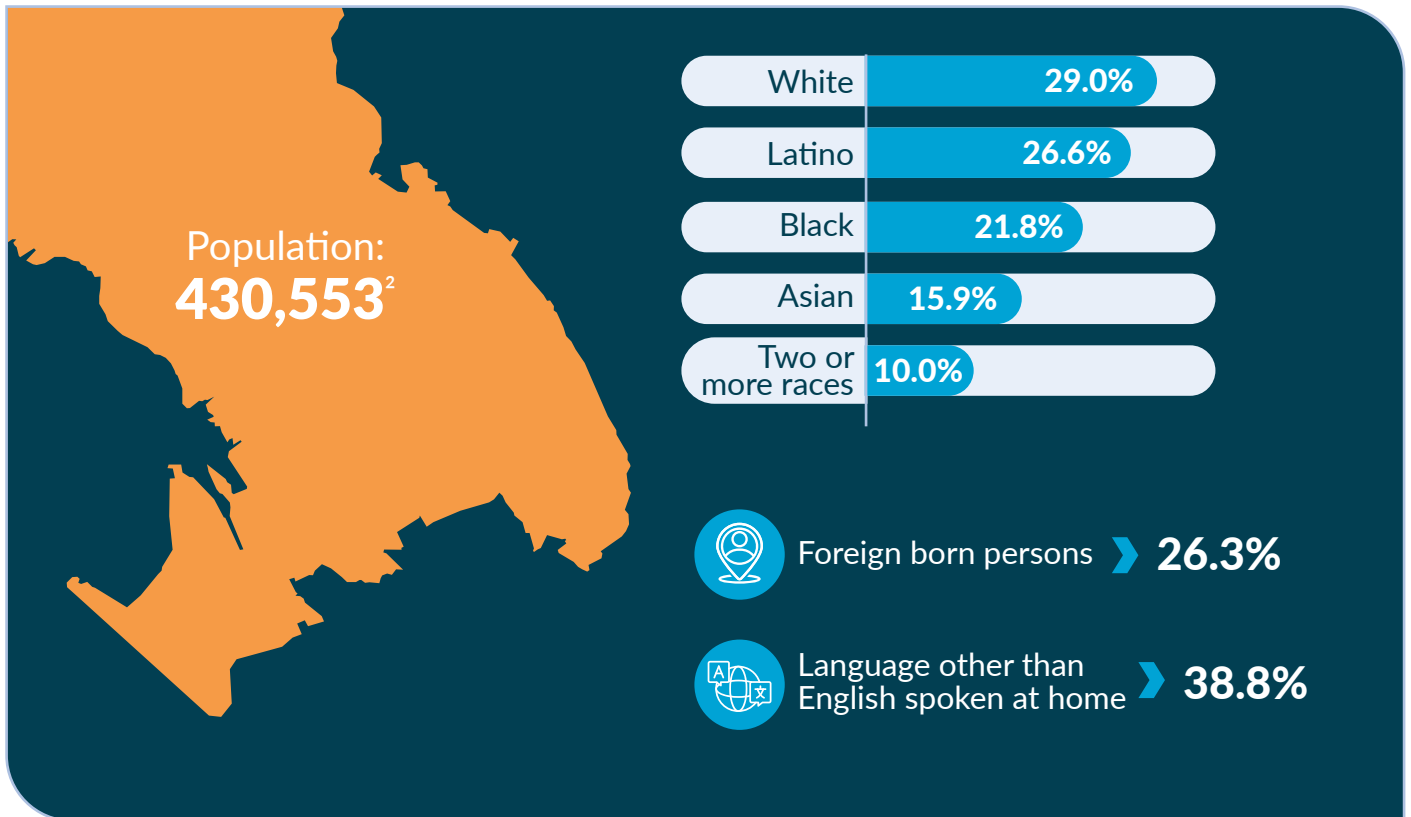 Population:
430,553²
White 29.0%
Latino 26.6%
Black 21.8%
Asian 15.9%
Two or
more races 10.0%
Foreign born persons 26.3%
Language other than
English spoken at home 38.8%
A 文